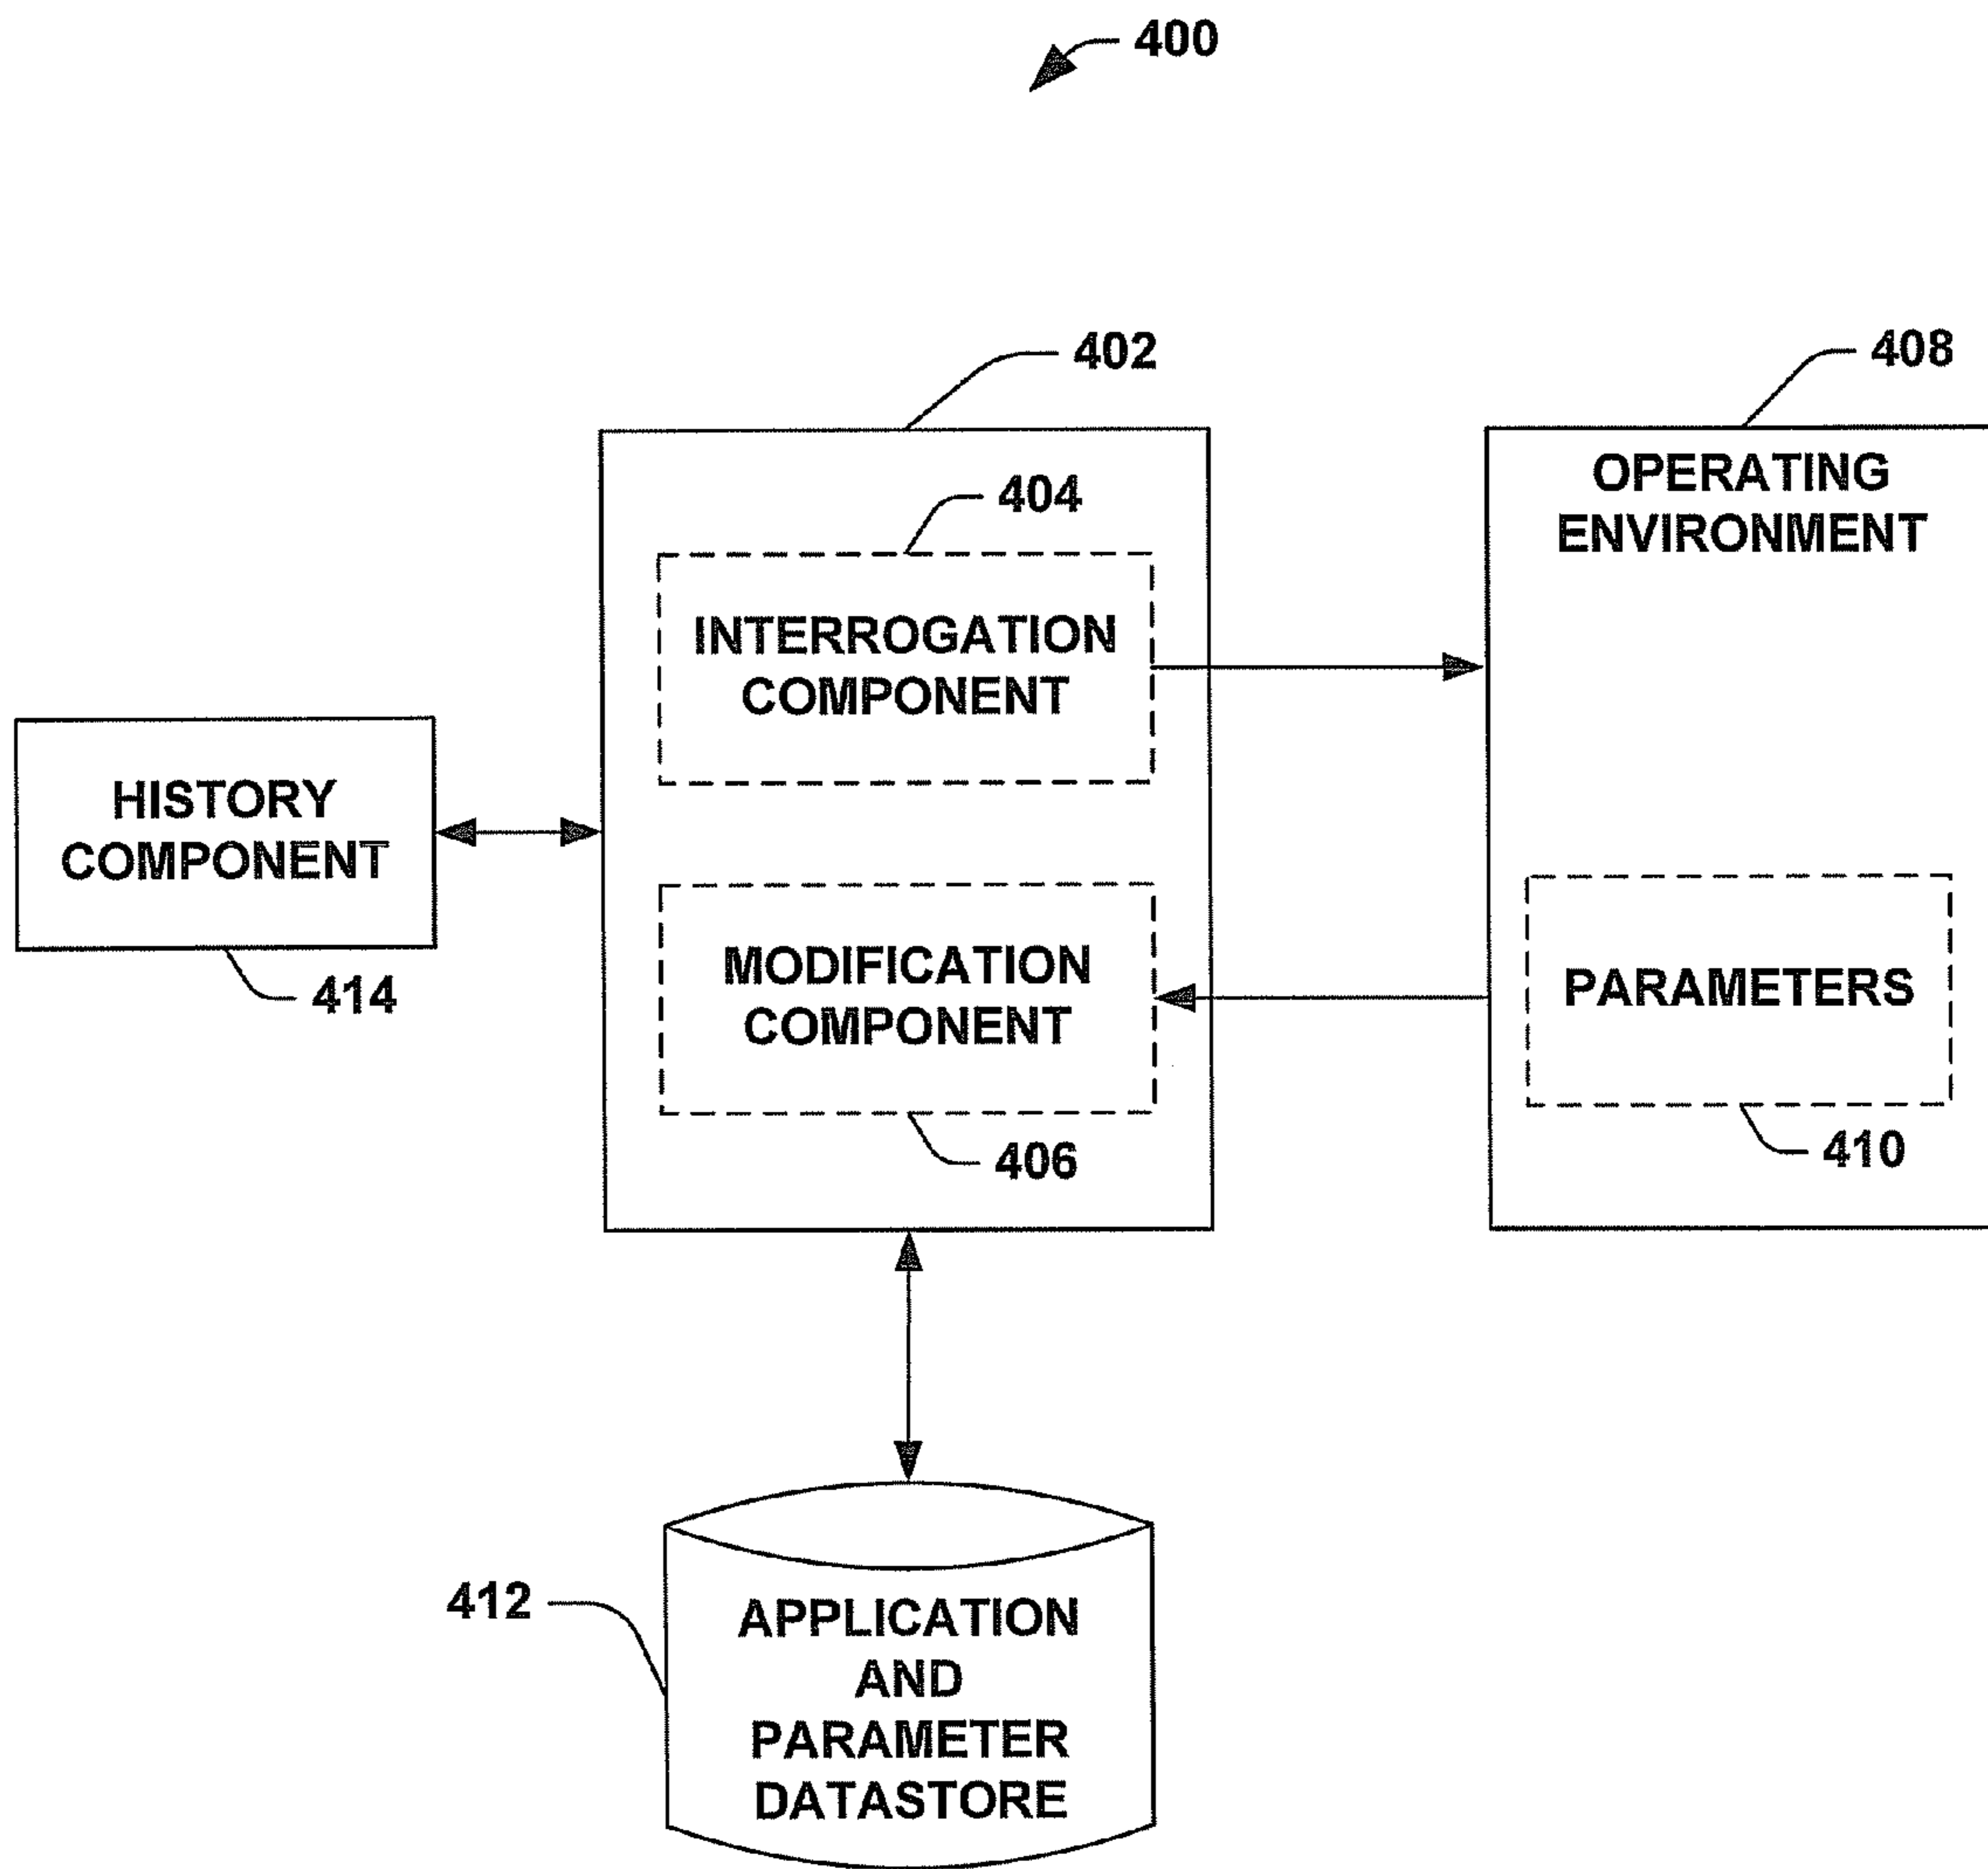 400
402
408
404
OPERATING
ENVIRONMENT
INTERROGATION
COMPONENT
HISTORY
COMPONENT
414
MODIFICATION
COMPONENT
406
PARAMETERS
410
412
APPLICATION
AND
PARAMETER
DATASTORE